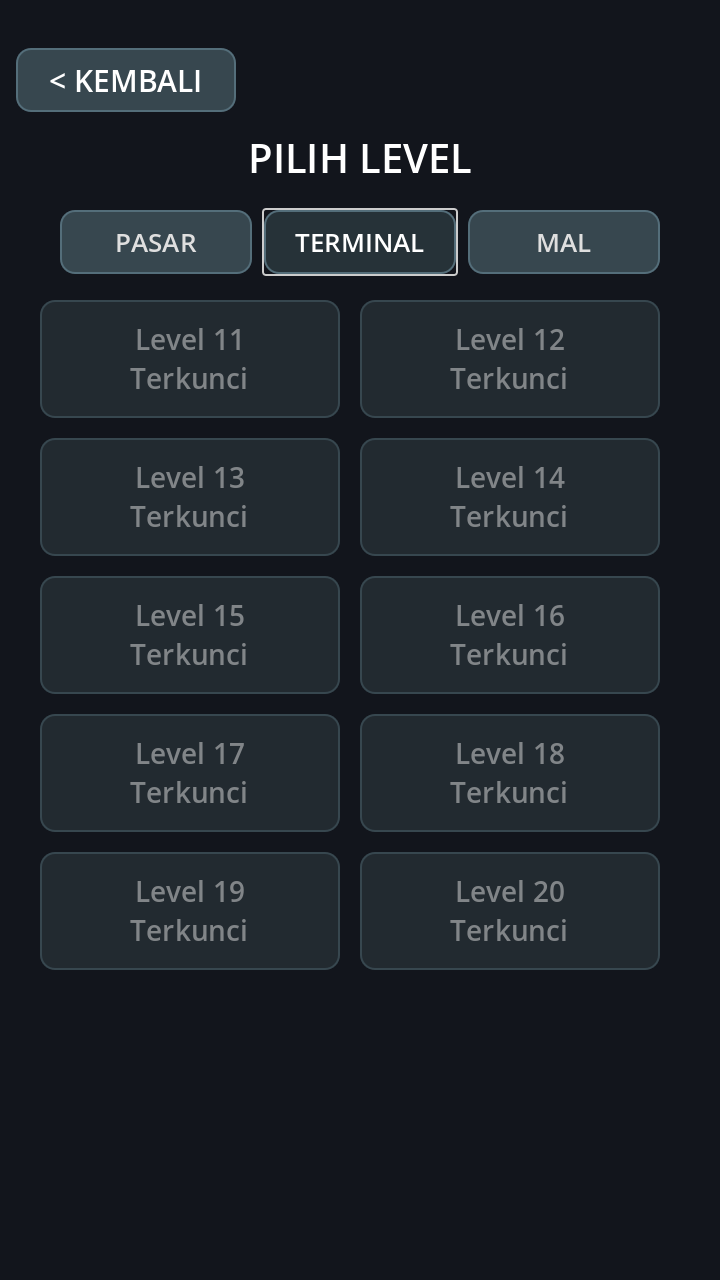 < KEMBALI
PILIH LEVEL
PASAR
TERMINAL
MAL
Level 11
Terkunci
Level 12
Terkunci
Level 13
Terkunci
Level 14
Terkunci
Level 15
Terkunci
Level 16
Terkunci
Level 17
Terkunci
Level 18
Terkunci
Level 19
Terkunci
Level 20
Terkunci